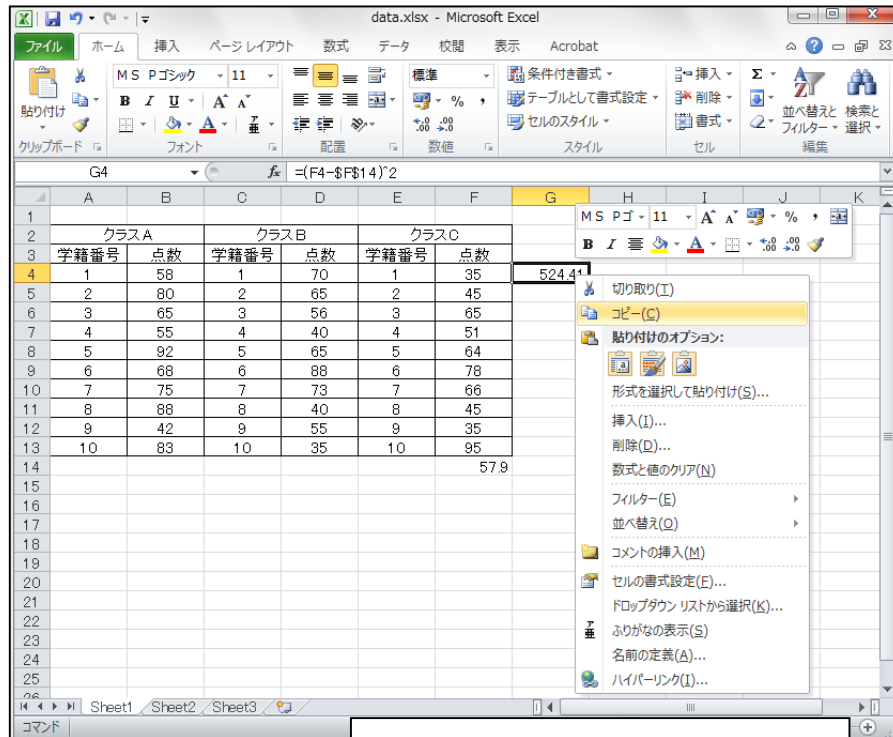 data.xlsx - Microsoft Excel
ファイル ホーム 挿入 ページ レイアウト 数式 データ 校閲 表示 Acrobat
貼り付け
クリップボード
MS Pゴシック 11
B I U A A
フォント
亜
配置
標準
% ,
数値
条件付き書式
テーブルとして書式設定
セルのスタイル
スタイル
挿入
削除
書式
セル
Σ
並べ替えと フィルター
検索と 選択
編集
G4 fx =(F4-$F$14)^2
A B C D E F G H I J K
1
2 クラスA クラスB クラスC
3 学籍番号 点数 学籍番号 点数 学籍番号 点数
4 1 58 1 70 1 35 524.41
5 2 80 2 65 2 45
6 3 65 3 56 3 65
7 4 55 4 40 4 51
8 5 92 5 65 5 64
9 6 68 6 88 6 78
10 7 75 7 73 7 66
11 8 88 8 40 8 45
12 9 42 9 55 9 35
13 10 83 10 35 10 95
14 57.9
15
16
17
18
19
20
21
22
23
24
25
26
MS Pゴ 11 A A % ,
B I A
切り取り(T)
コピー(C)
貼り付けのオプション:
形式を選択して貼り付け(S)...
挿入(I)...
削除(D)...
数式と値のクリア(N)
フィルター(E)
並べ替え(O)
コメントの挿入(M)
セルの書式設定(F)...
ドロップダウン リストから選択(K)...
ふりがなの表示(S)
名前の定義(A)...
ハイパーリンク(I)...
Sheet1 Sheet2 Sheet3
コマンド